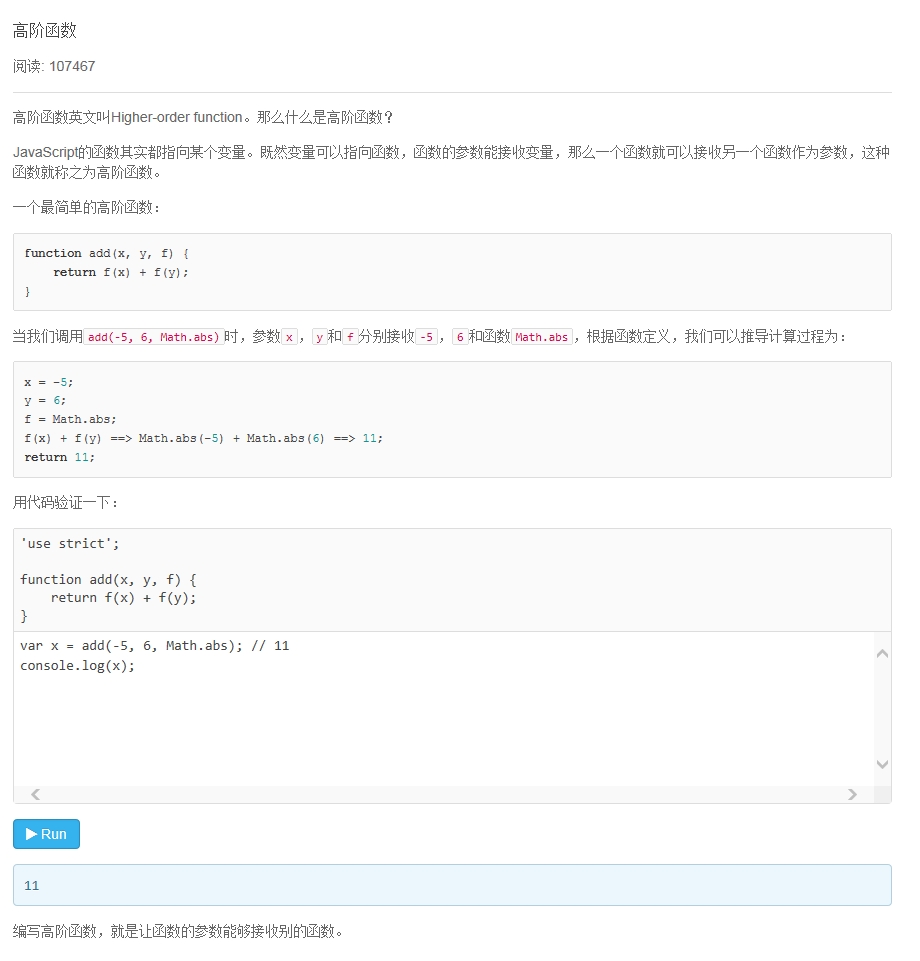 高阶函数
阅读: 107467
高阶函数英文叫Higher-order function。那么什么是高阶函数?
JavaScript的函数其实都指向某个变量。既然变量可以指向函数，函数的参数能接收变量，那么一个函数就可以接收另一个函数作为参数，这种
函数就称之为高阶函数。
一个最简单的高阶函数：
function add(x, y, f) {
    return f(x) + f(y);
}
当我们调用add(-5, 6, Math.abs)时，参数x，y和f分别接收-5，6和函数Math.abs，根据函数定义，我们可以推导计算过程为：
x = -5;
y = 6;
f = Math.abs;
f(x) + f(y) ==> Math.abs(-5) + Math.abs(6) ==> 11;
return 11;
用代码验证一下：
'use strict';
function add(x, y, f) {
    return f(x) + f(y);
}
var x = add(-5, 6, Math.abs); // 11
console.log(x);
Run
11
编写高阶函数，就是让函数的参数能够接收别的函数。